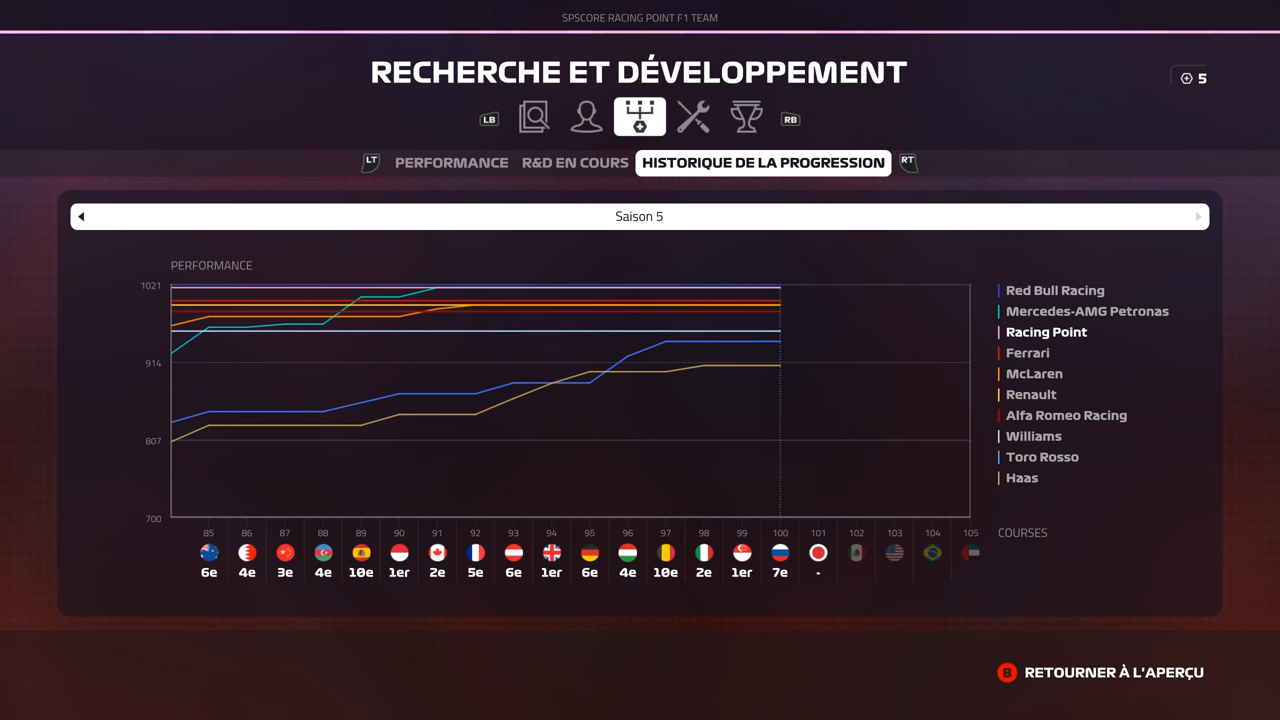 SPSCORE RACING POINT F1 TEAM
RECHERCHE ET DÉVELOPPEMENT
5
LB
RB
LT
PERFORMANCE
R&D EN COURS
HISTORIQUE DE LA PROGRESSION
RT
Saison 5
PERFORMANCE
1021
914
807
700
Red Bull Racing
Mercedes-AMG Petronas
Racing Point
Ferrari
McLaren
Renault
Alfa Romeo Racing
Williams
Toro Rosso
Haas
85 86 87 88 89 90 91 92 93 94 95 96 97 98 99 100 101 102 103 104 105
COURSES
6e 4e 3e 4e 10e 1er 2e 5e 6e 1er 6e 4e 10e 2e 1er 7e -
B RETOURNER À L'APERÇU